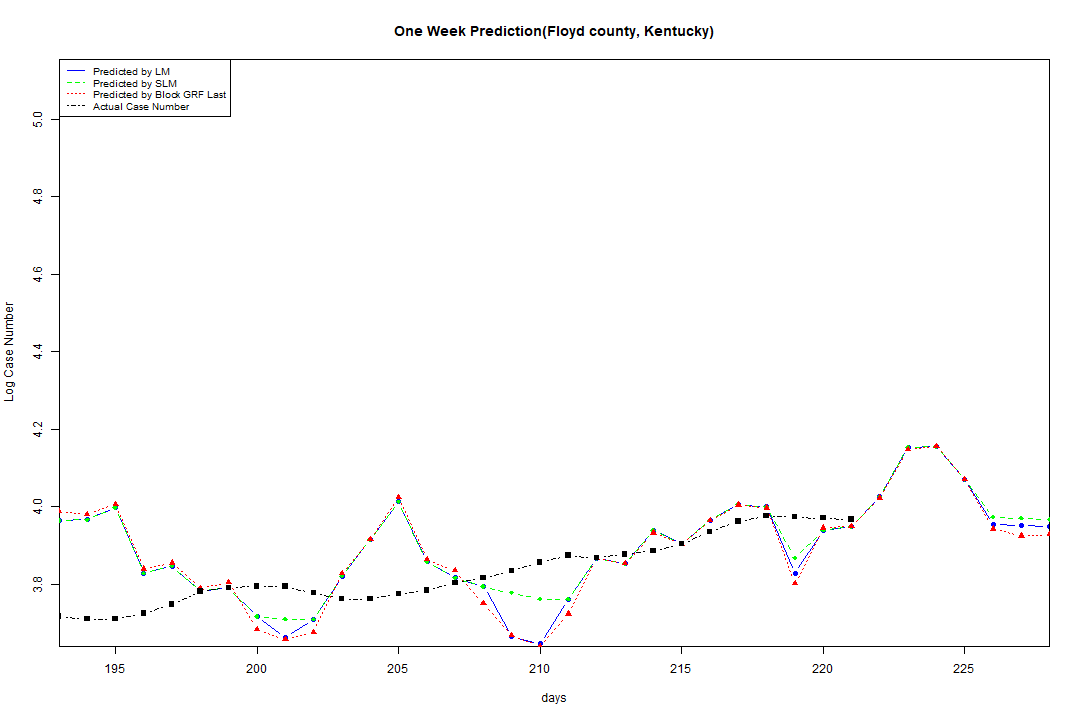 One Week Prediction(Floyd county, Kentucky)
Predicted by LM
Predicted by SLM
Predicted by Block GRF Last
Actual Case Number
5.0
4.8
4.6
4.4
4.2
4.0
3.8
Log Case Number
195 200 205 210 215 220 225
days